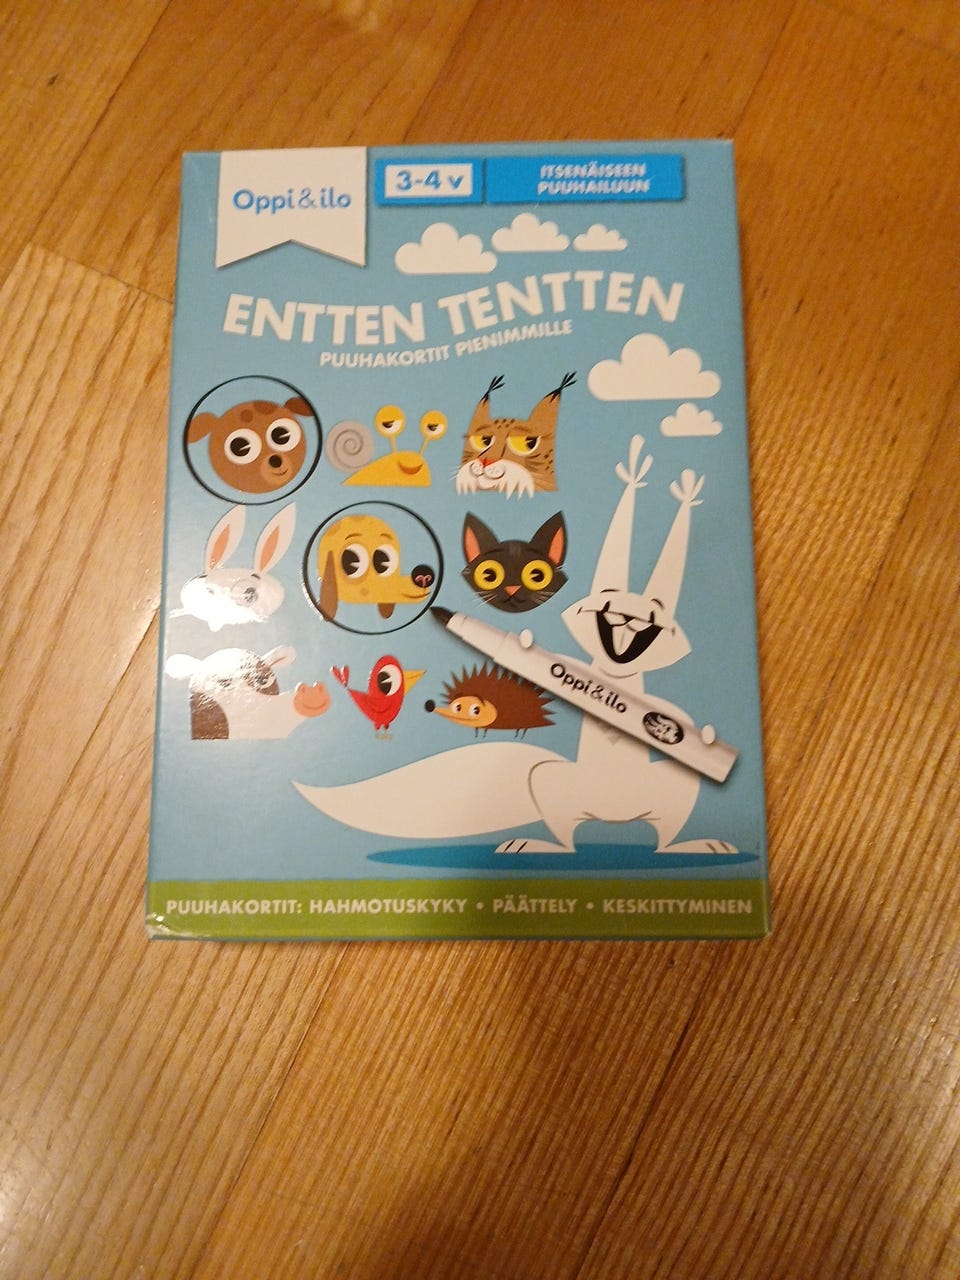 Oppi&ilo
3-4 v
ITSENÄISEEN
PUUHAILUUN
ENTTEN TENTTEN
PUUHAKORTIT PIENIMMILLE
Oppi&ilo
PUUHAKORTIT: HAHMOTUSKYKY • PÄÄTTELY • KESKITTYMINEN